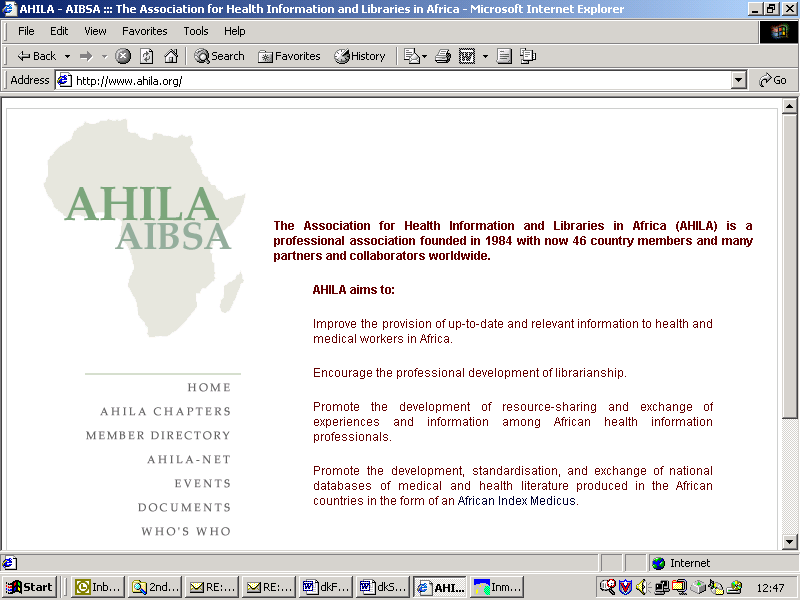 AHILA - AIBSA ::: The Association for Health Information and Libraries in Africa - Microsoft Internet Explorer
File Edit View Favorites Tools Help
Back Search Favorites History
Address http://www.ahila.org/ Go
AHILA
AIBSA
The Association for Health Information and Libraries in Africa (AHILA) is a
professional association founded in 1984 with now 46 country members and many
partners and collaborators worldwide.
AHILA aims to:
Improve the provision of up-to-date and relevant information to health and
medical workers in Africa.
Encourage the professional development of librarianship.
Promote the development of resource-sharing and exchange of
experiences and information among African health information
professionals.
Promote the development, standardisation, and exchange of national
databases of medical and health literature produced in the African
countries in the form of an African Index Medicus.
HOME
AHILA CHAPTERS
MEMBER DIRECTORY
AHILA-NET
EVENTS
DOCUMENTS
WHO'S WHO
Internet
Start Inb... 2nd... RE:... RE:... dkF... dkS... AHI... Inm... 12:47